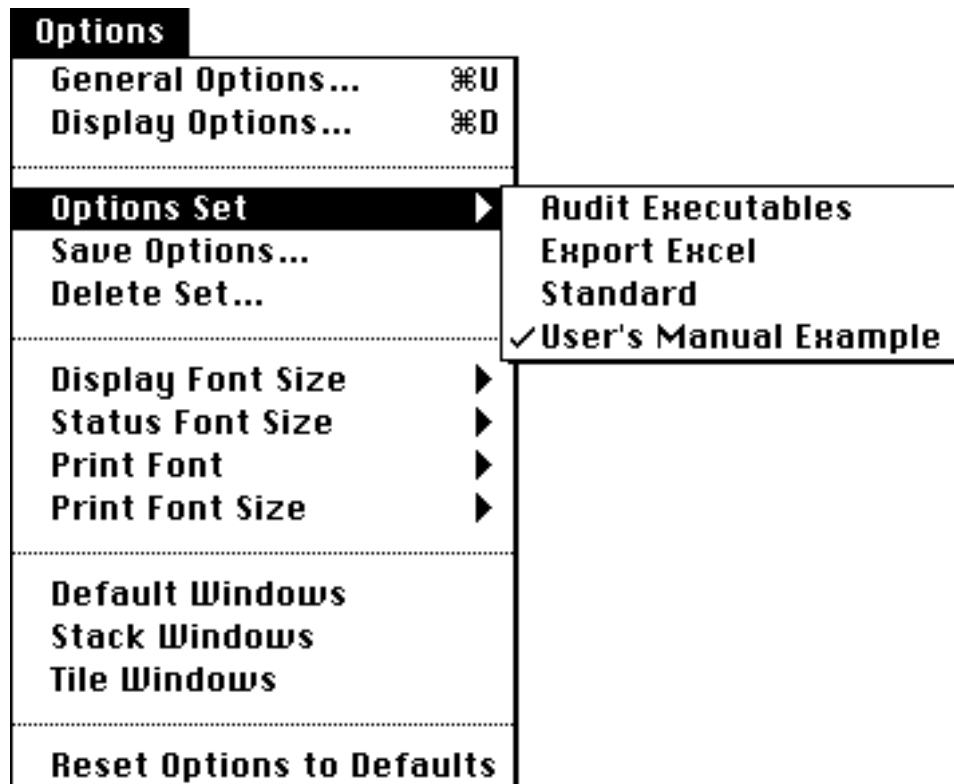 Options
General Options... ⌘U
Display Options... ⌘D
Options Set
Audit Executables
Export Excel
Standard
✓User's Manual Example
Save Options...
Delete Set...
Display Font Size
Status Font Size
Print Font
Print Font Size
Default Windows
Stack Windows
Tile Windows
Reset Options to Defaults